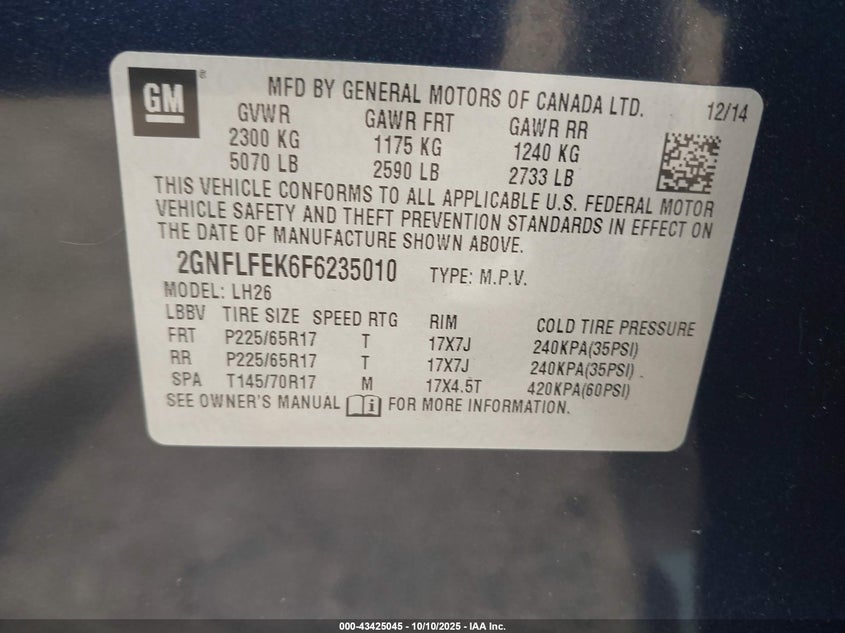 GM
MFD BY GENERAL MOTORS OF CANADA LTD. 12/14
GVWR GAWR FRT GAWR RR
2300 KG 1175 KG 1240 KG
5070 LB 2590 LB 2733 LB
THIS VEHICLE CONFORMS TO ALL APPLICABLE U.S. FEDERAL MOTOR
VEHICLE SAFETY AND THEFT PREVENTION STANDARDS IN EFFECT ON
THE DATE OF MANUFACTURE SHOWN ABOVE.
2GNFLFEK6F6235010 TYPE: M.P.V.
MODEL: LH26
LBBV TIRE SIZE SPEED RTG RIM COLD TIRE PRESSURE
FRT P225/65R17 T 17X7J 240KPA(35PSI)
RR P225/65R17 T 17X7J 240KPA(35PSI)
SPA T145/70R17 M 17X4.5T 420KPA(60PSI)
SEE OWNER'S MANUAL i FOR MORE INFORMATION.
000-43425045 - 10/10/2025 - IAA Inc.